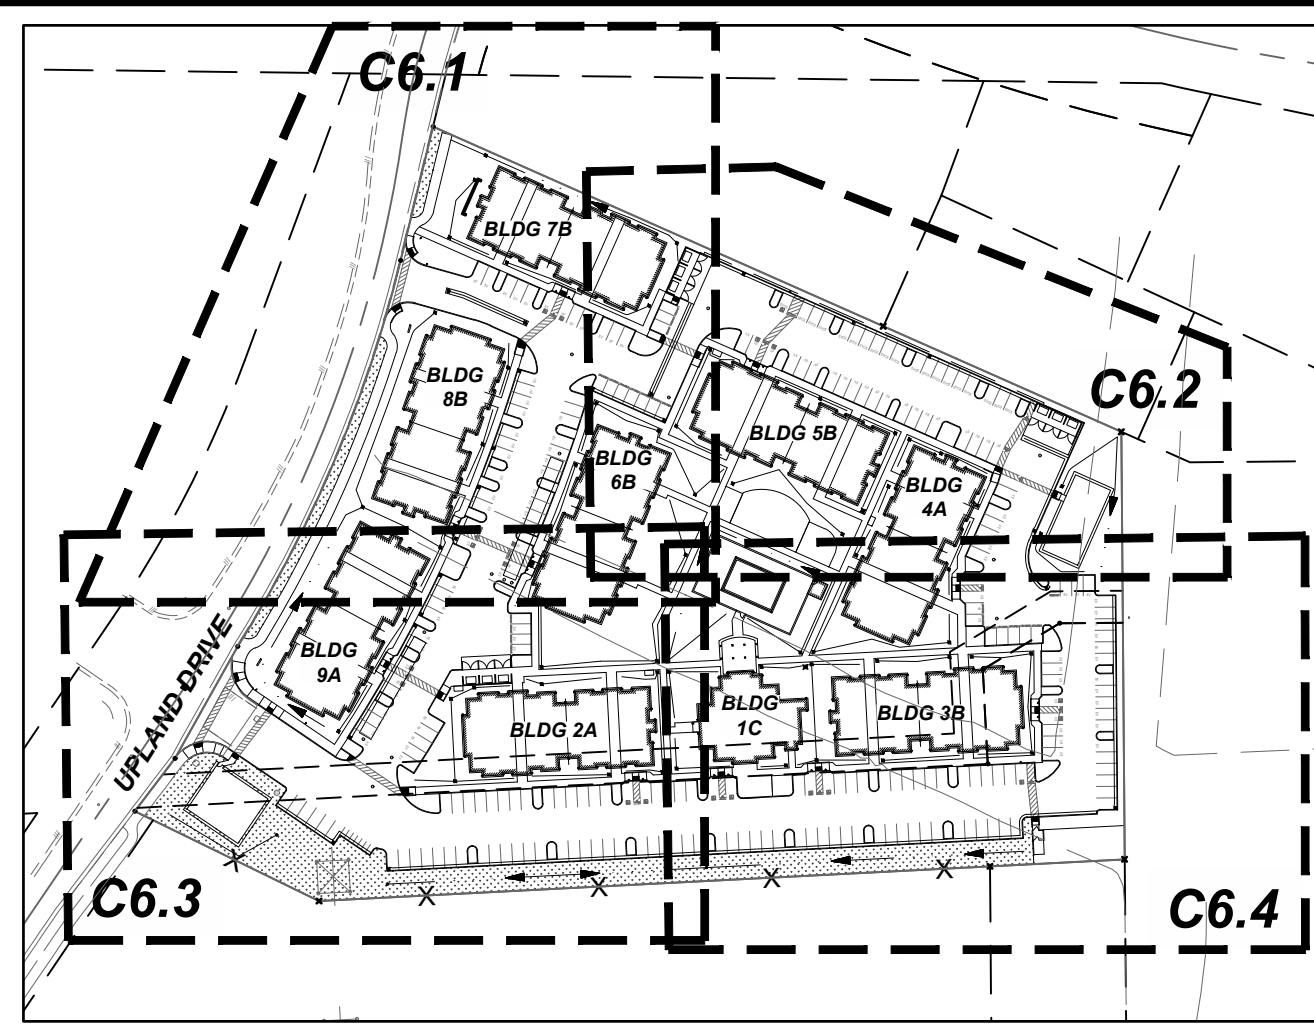 C6.1
BLDG 7B
BLDG
8B
C6.2
BLDG 5B
BLDG
6B
BLDG
4A
UPLAND DRIVE
BLDG
9A
BLDG 2A
BLDG
1C
BLDG 3B
C6.3
C6.4